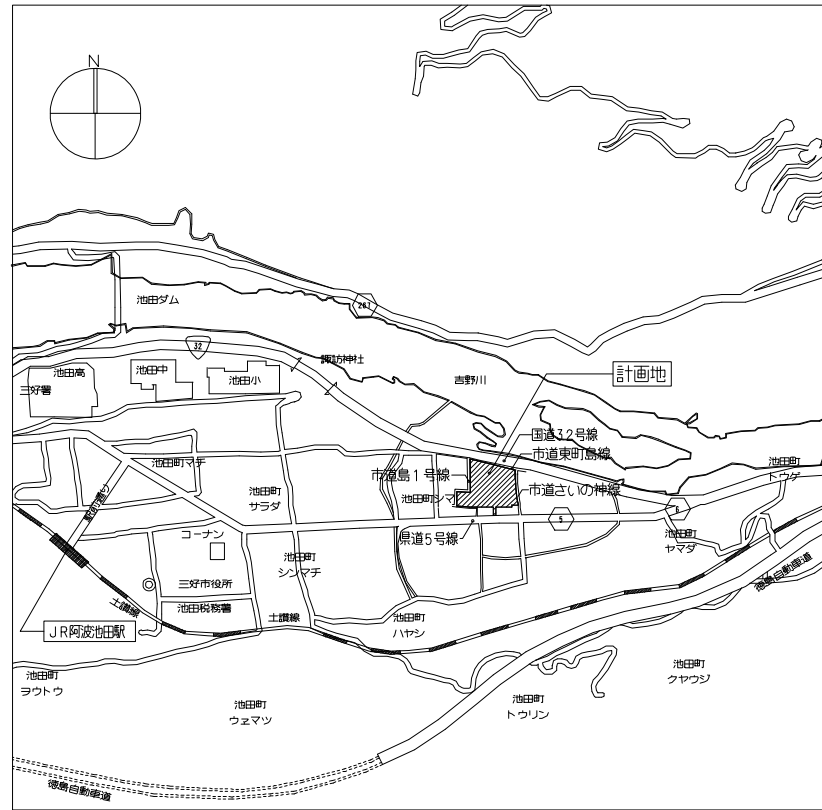 N
池田ダム
267
32
諏訪神社
池田高
池田中
池田小
三好署
吉野川
計画地
国道32号線
市道東町島線
池田町マチ
市道島1号線
池田町
サラダ
池田町シマ
市道さいの神線
池田町
トウゲ
駅前通り
コーナン
県道5号線
5
6
池田町
ヤマダ
池田町
シンマチ
三好市役所
池田税務署
土讃線
土讃線
徳島自動車道
JR阿波池田駅
池田町
ハヤシ
池田町
ヲウトウ
池田町
ウエマツ
池田町
トウリン
池田町
クヤウジ
徳島自動車道